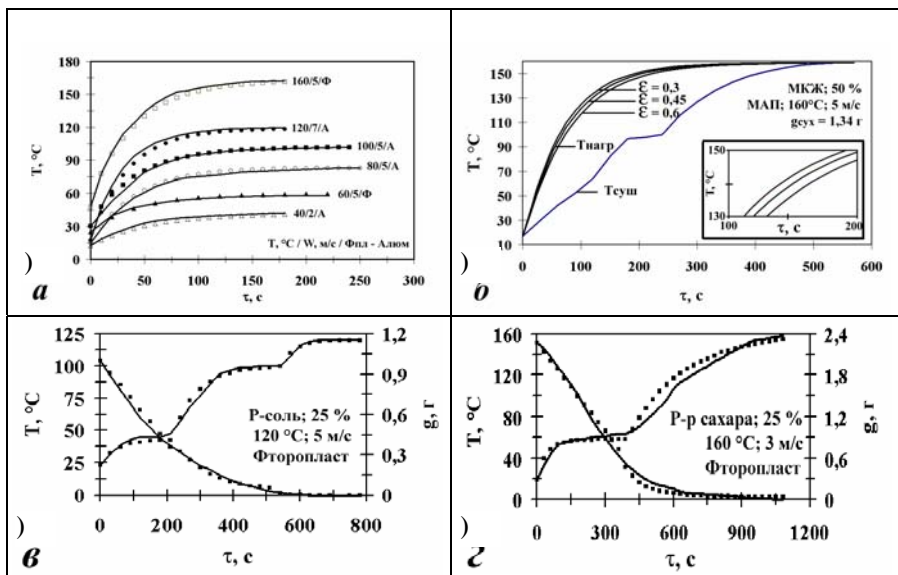 T, °C
180
150
120
90
60
30
0
160/5/Ф
120/7/А
100/5/А
80/5/А
60/5/Ф
40/2/А
T, °C / W, м/с / Фпл - Алюм
0 50 100 150 200 250 300
τ, с
)
а
T, °C
160
130
100
70
40
10
Ɛ = 0,3
Ɛ = 0,45
Ɛ = 0,6
Тнагр
Тсуш
МКЖ; 50 %
МАП; 160°С; 5 м/с
gсух = 1,34 г
T, °C
150
130
100 200
τ, с
0 100 200 300 400 500 600
τ, с
)
б
T, °C
125
100
75
50
25
0
1,2
0,9
0,6
0,3
0
g, г
Р-соль; 25 %
120 °С; 5 м/с
Фторопласт
0 200 400 600 800
τ, с
)
в
T, °C
160
120
80
40
0
2,4
1,8
1,2
0,6
0
g, г
Р-р сахара; 25 %
160 °С; 3 м/с
Фторопласт
0 300 600 900 1200
τ, с
)
г